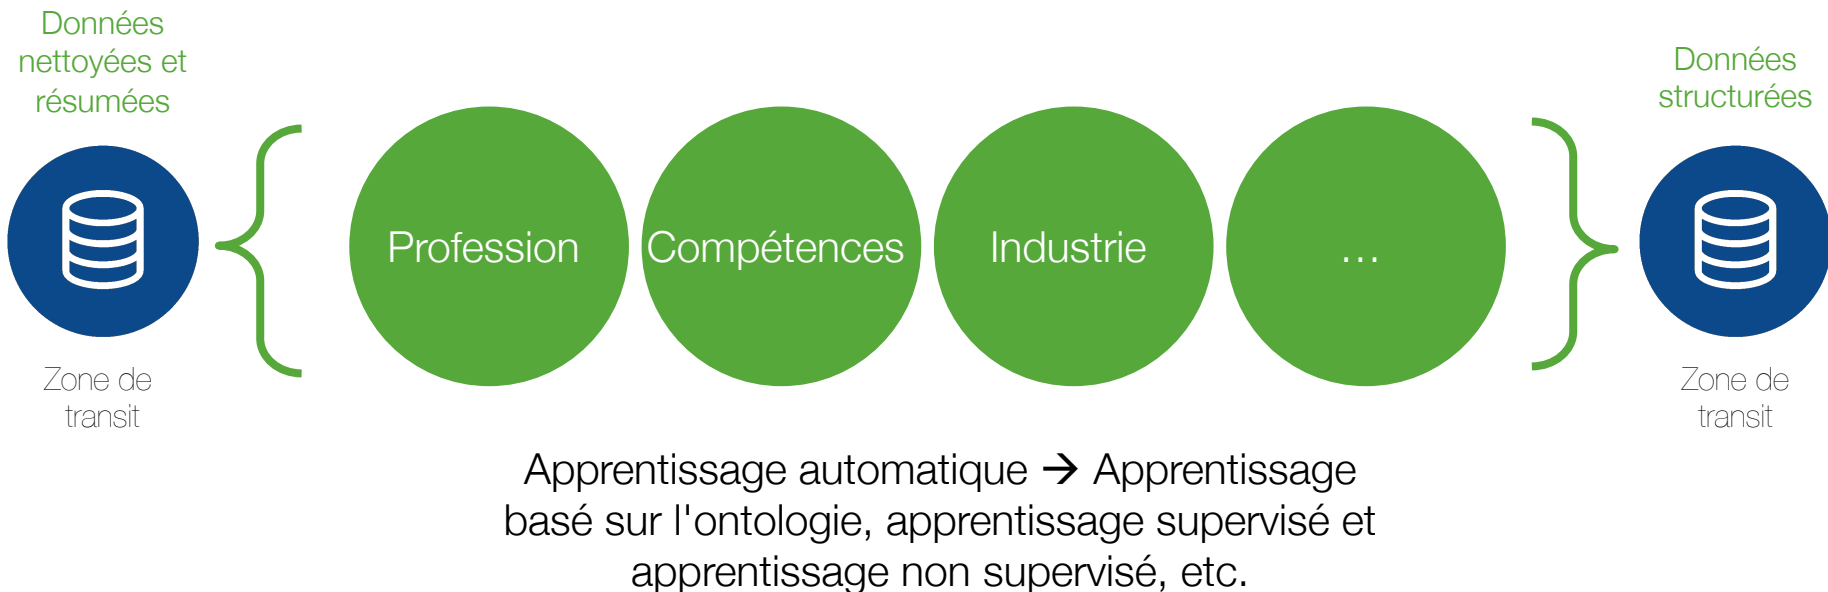 Données
nettoyées et
résumées
Zone de
transit
Profession
Compétences
Industrie
...
Données
structurées
Zone de
transit
Apprentissage automatique → Apprentissage
basé sur l'ontologie, apprentissage supervisé et
apprentissage non supervisé, etc.